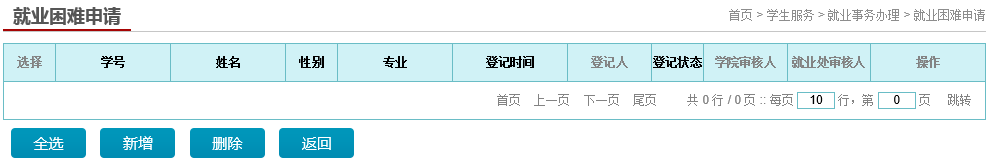 就业困难申请
首页 > 学生服务 > 就业事务办理 > 就业困难申请
选择 学号 姓名 性别 专业 登记时间 登记人 登记状态 学院审核人 就业处审核人 操作
首页 上一页 下一页 尾页 共 0 行 / 0 页 :: 每页 10 行，第 0 页 跳转
全选 新增 删除 返回